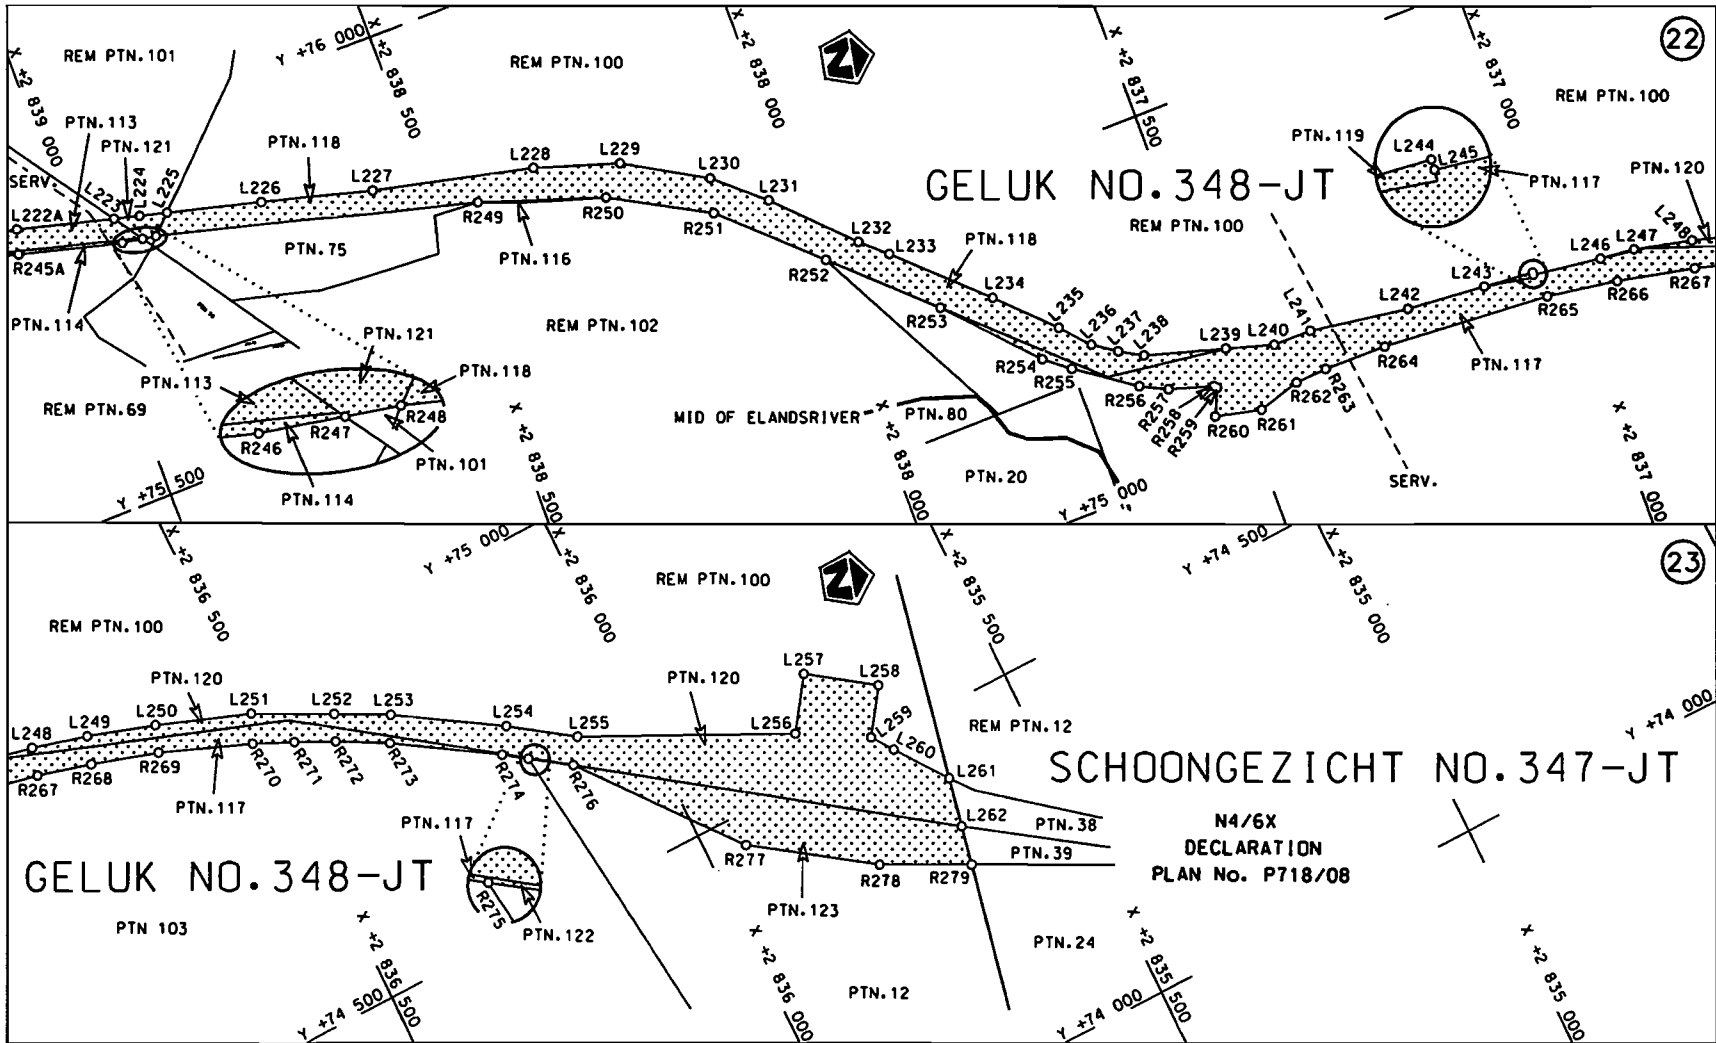 22
REM PTN.101
Y +76 000
X +2 838 500
REM PTN.100
X +2 838 000
X +2 837 500
X +2 837 000
REM PTN.100
X +2 839 000
PTN.113
PTN.121
L224
L225
PTN.118
L226
L227
L228
L229
L230
L231
GELUK NO.348-JT
REM PTN.100
PTN.119
L244
L245
PTN.117
PTN.120
SERV.
L222A
L223
R245A
PTN.75
R249
PTN.116
R250
R251
R252
L232
L233
PTN.118
L234
L235
L236
L237
L238
L239
L240
L241
L242
L243
L246
L247
L248
PTN.114
REM PTN.102
R253
R254
R255
R256
R257
R258
R259
R260
R261
R262
R263
R264
R265
R266
R267
PTN.117
PTN.121
PTN.113
PTN.118
REM PTN.69
R246
R247
R248
PTN.101
PTN.114
MID OF ELANDSRIVER
PTN.80
PTN.20
SERV.
Y +75 500
X +2 838 500
X +2 838 000
Y +75 000
X +2 837 000
23
X +2 836 500
Y +75 000
X +2 836 000
REM PTN.100
X +2 835 500
Y +74 500
X +2 835 000
REM PTN.100
PTN.120
L248
L249
L250
L251
L252
L253
L254
L255
PTN.120
L256
L257
L258
L259
L260
L261
L262
REM PTN.12
Y +74 000
SCHOONGEZICHT NO.347-JT
R267
R268
R269
R270
R271
R272
R273
R274
R276
PTN.117
PTN.117
R275
PTN.122
R277
R278
R279
PTN.123
PTN.38
PTN.39
N4/6X
DECLARATION
PLAN No. P718/08
GELUK NO.348-JT
PTN 103
PTN.24
PTN.12
Y +74 500
X +2 836 500
X +2 836 000
Y +74 000
X +2 835 500
X +2 835 000